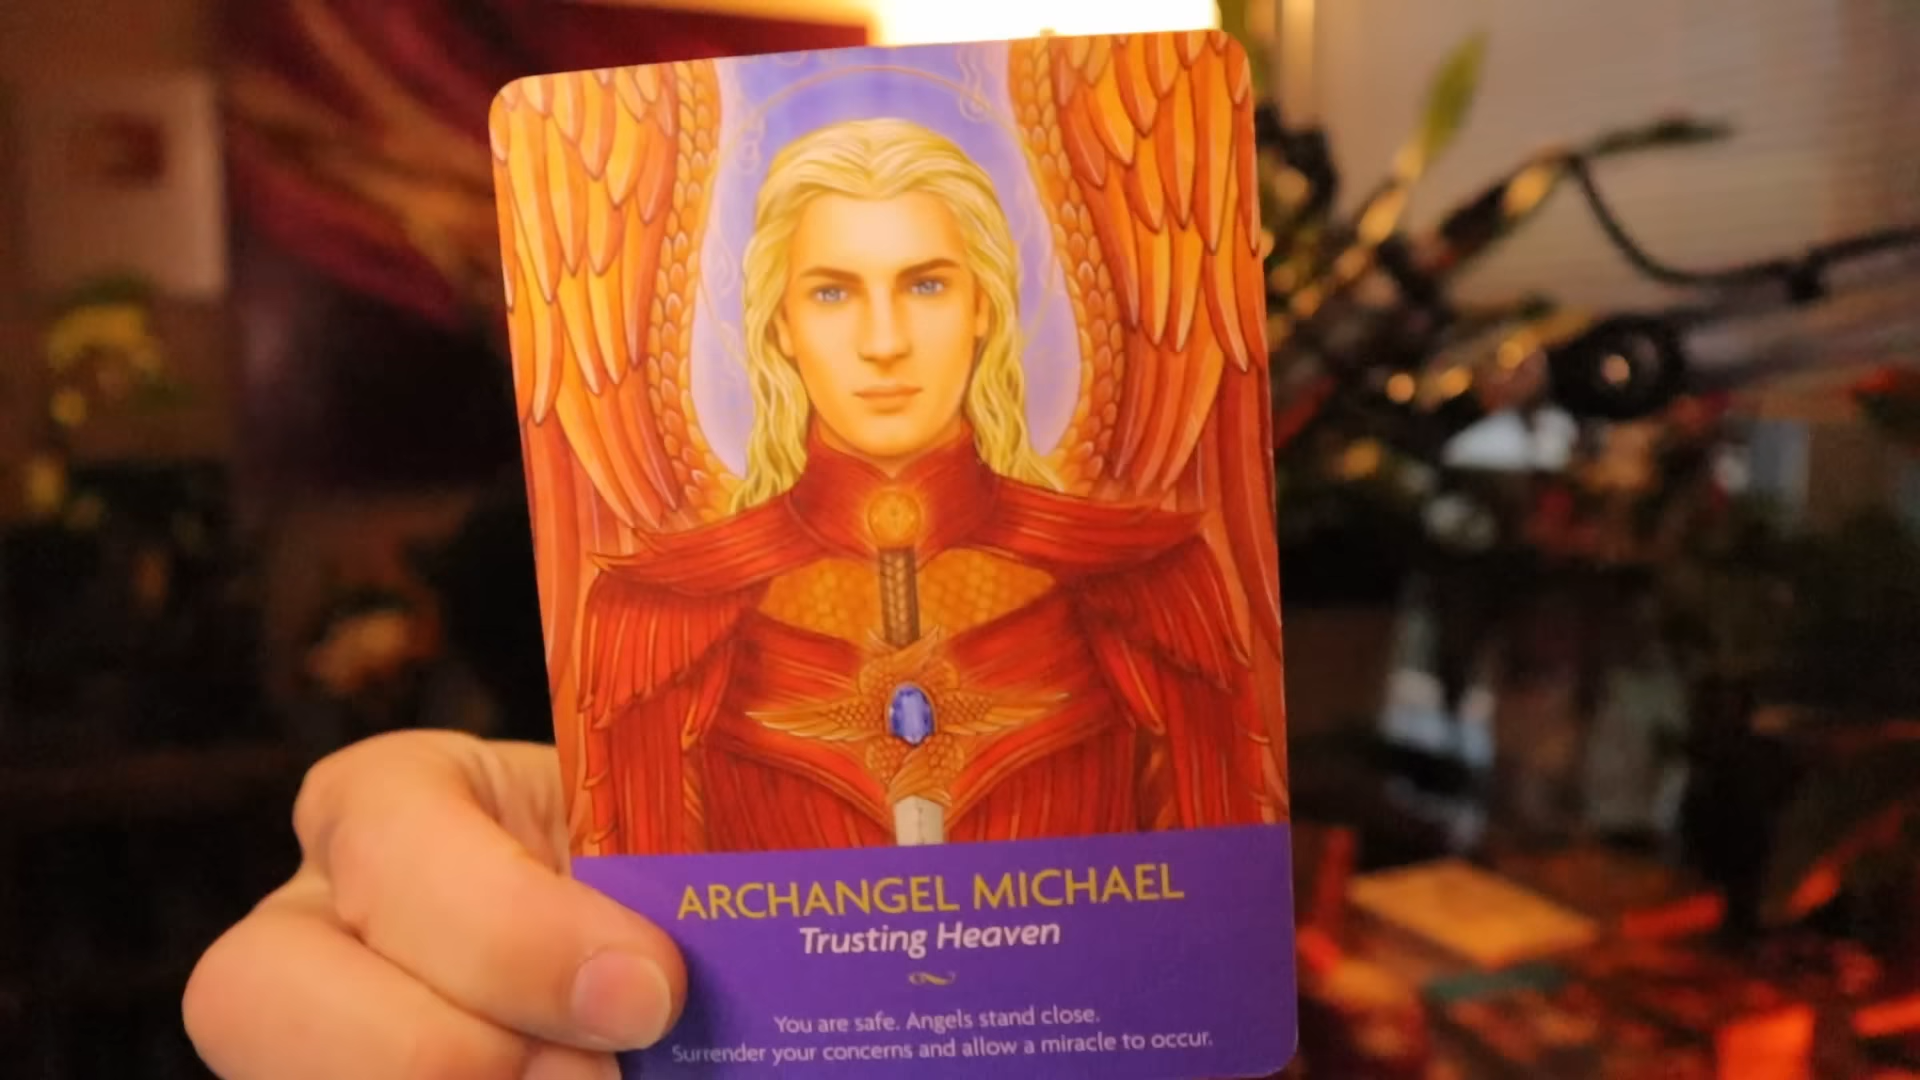 ARCHANGEL MICHAEL
Trusting Heaven
You are safe. Angels stand close.
Surrender your concerns and allow a miracle to occur.